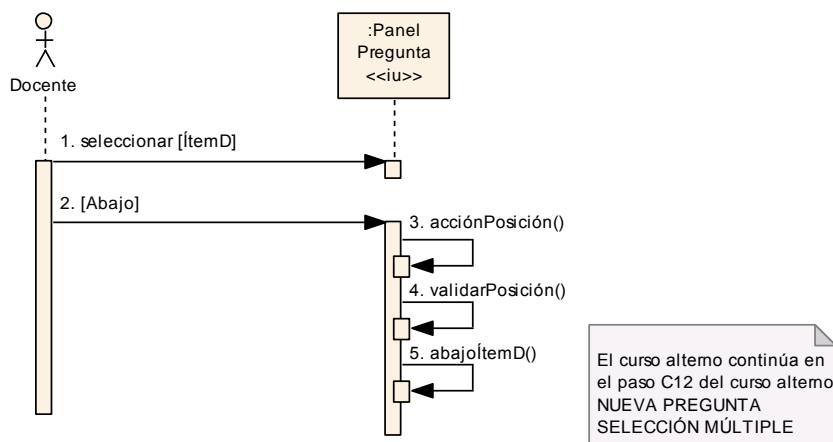 :Panel
Pregunta
<<iu>>
Docente
1. seleccionar [ÍtemD]
2. [Abajo]
3. acciónPosición()
4. validarPosición()
5. abajoÍtemD()
El curso alterno continúa en
el paso C12 del curso alterno
NUEVA PREGUNTA
SELECCIÓN MÚLTIPLE